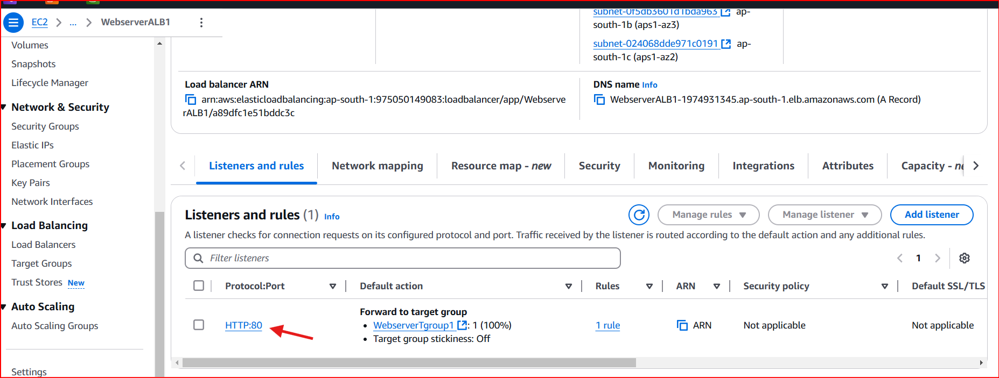 EC2
...
WebserverALB1
Volumes
Snapshots
Lifecycle Manager
Network & Security
Security Groups
Elastic IPs
Placement Groups
Key Pairs
Network Interfaces
Load Balancing
Load Balancers
Target Groups
Trust Stores New
Auto Scaling
Auto Scaling Groups
Settings
subnet-0f5db3601d1bda963 ap-
south-1b (aps1-az3)
subnet-024068dde971c0191 ap-
south-1c (aps1-az2)
Load balancer ARN
arn:aws:elasticloadbalancing:ap-south-1:975050149083:loadbalancer/app/Webserve
rALB1/a89dfc1e51bddc3c
DNS name Info
WebserverALB1-1974931345.ap-south-1.elb.amazonaws.com (A Record)
Listeners and rules
Network mapping
Resource map - new
Security
Monitoring
Integrations
Attributes
Capacity -
Listeners and rules (1) Info
Manage rules
Manage listener
Add listener
A listener checks for connection requests on its configured protocol and port. Traffic received by the listener is routed according to the default action and any additional rules.
Filter listeners
1
Protocol:Port
Default action
Rules
ARN
Security policy
Default SSL/TLS
HTTP:80
Forward to target group
• WebserverTgroup1 : 1 (100%)
• Target group stickiness: Off
1 rule
ARN
Not applicable
Not applicable